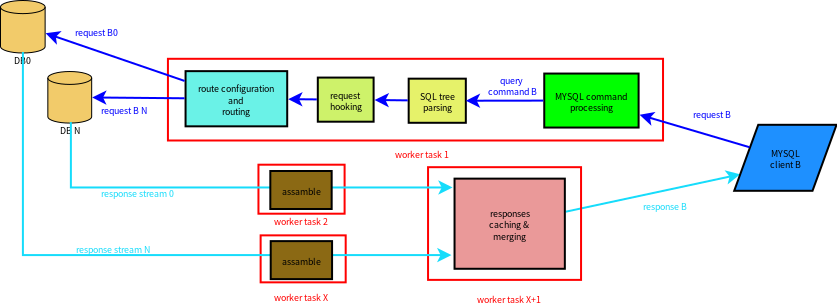 request B0
DB0
DB N
request B N
route configuration
and
routing
request
hooking
SQL tree
parsing
query
command B
MYSQL command
processing
request B
MYSQL
client B
worker task 1
response stream 0
assamble
worker task 2
responses
caching &
merging
response B
response stream N
assamble
worker task X
worker task X+1